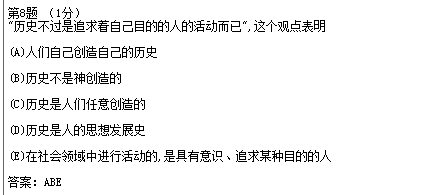 第8题 （1分）
"历史不过是追求着自己目的的人的活动而已",这个观点表明
(A)人们自己创造自己的历史
(B)历史不是神创造的
(C)历史是人们任意创造的
(D)历史是人的思想发展史
(E)在社会领域中进行活动的,是具有意识、追求某种目的的人
答案: ABE